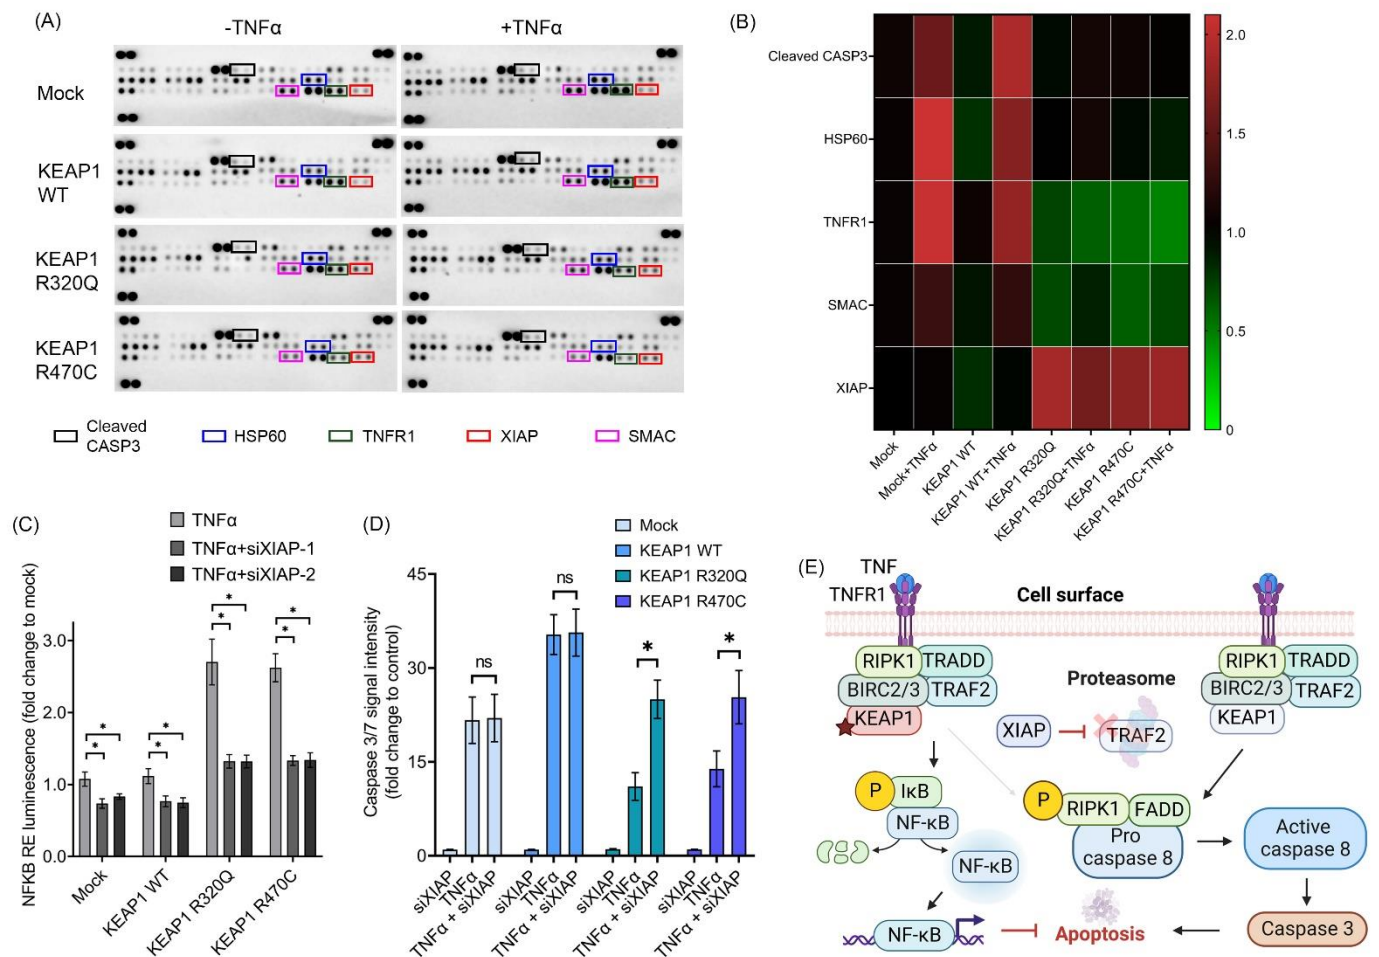 (A)
-TNFα
+TNFα
Mock
KEAP1
WT
KEAP1
R320Q
KEAP1
R470C
Cleaved
CASP3
HSP60
TNFR1
XIAP
SMAC
(B)
Cleaved CASP3
HSP60
TNFR1
SMAC
XIAP
Mock
Mock+TNFα
KEAP1 WT
KEAP1 WT+TNFα
KEAP1 R320Q
KEAP1 R320Q+TNFα
KEAP1 R470C
KEAP1 R470C+TNFα
2.0
1.5
1.0
0.5
0
(C)
TNFα
TNFα+siXIAP-1
TNFα+siXIAP-2
NFKB RE luminescence (fold change to mock)
3.0
2.0
1.0
0.0
* * * * * * * *
Mock
KEAP1 WT
KEAP1 R320Q
KEAP1 R470C
(D)
Mock
KEAP1 WT
KEAP1 R320Q
KEAP1 R470C
Caspase 3/7 signal intensity
(fold change to control)
45
30
15
0
ns
ns
*
*
siXIAP
TNFα
TNFα + siXIAP
siXIAP
TNFα
TNFα + siXIAP
siXIAP
TNFα
TNFα + siXIAP
siXIAP
TNFα
TNFα + siXIAP
(E)
TNF
TNFR1
Cell surface
RIPK1
TRADD
BIRC2/3
TRAF2
KEAP1
Proteasome
XIAP
TRAF2
RIPK1
TRADD
BIRC2/3
TRAF2
KEAP1
P
IκB
NF-κB
NF-κB
NF-κB
P
RIPK1
FADD
Pro
caspase 8
Active
caspase 8
Caspase 3
Apoptosis